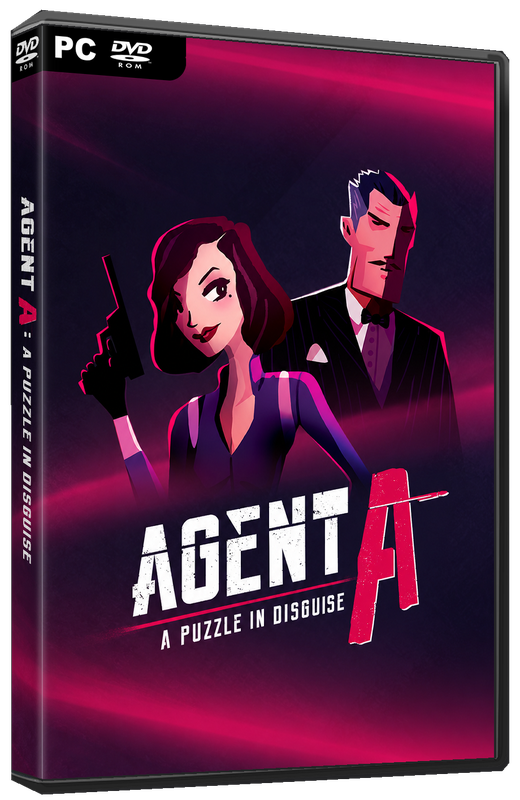 DVD
ROM
PC DVD
ROM
AGENT A: A PUZZLE IN DISGUISE
AGENT A
A PUZZLE IN DISGUISE